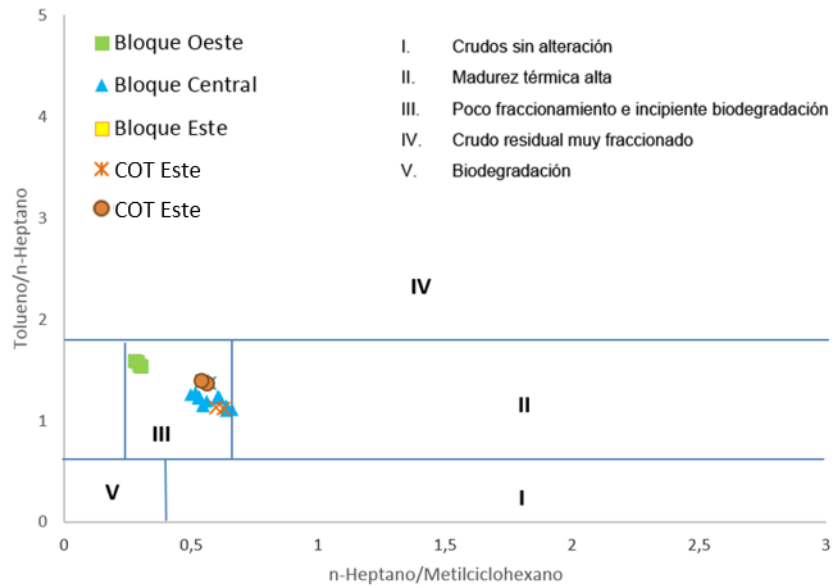 5
4
3
2
1
0
Tolueno/n-Heptano
Bloque Oeste
Bloque Central
Bloque Este
COT Este
COT Este
I. Crudos sin alteración
II. Madurez térmica alta
III. Poco fraccionamiento e incipiente biodegradación
IV. Crudo residual muy fraccionado
V. Biodegradación
IV
II
III
V
I
0 0,5 1 1,5 2 2,5 3
n-Heptano/Metilciclohexano